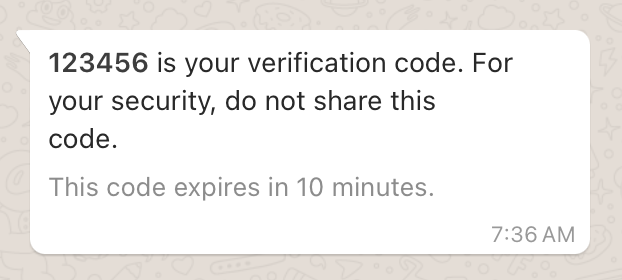 123456 is your verification code. For
your security, do not share this
code.
This code expires in 10 minutes.
7:36 AM